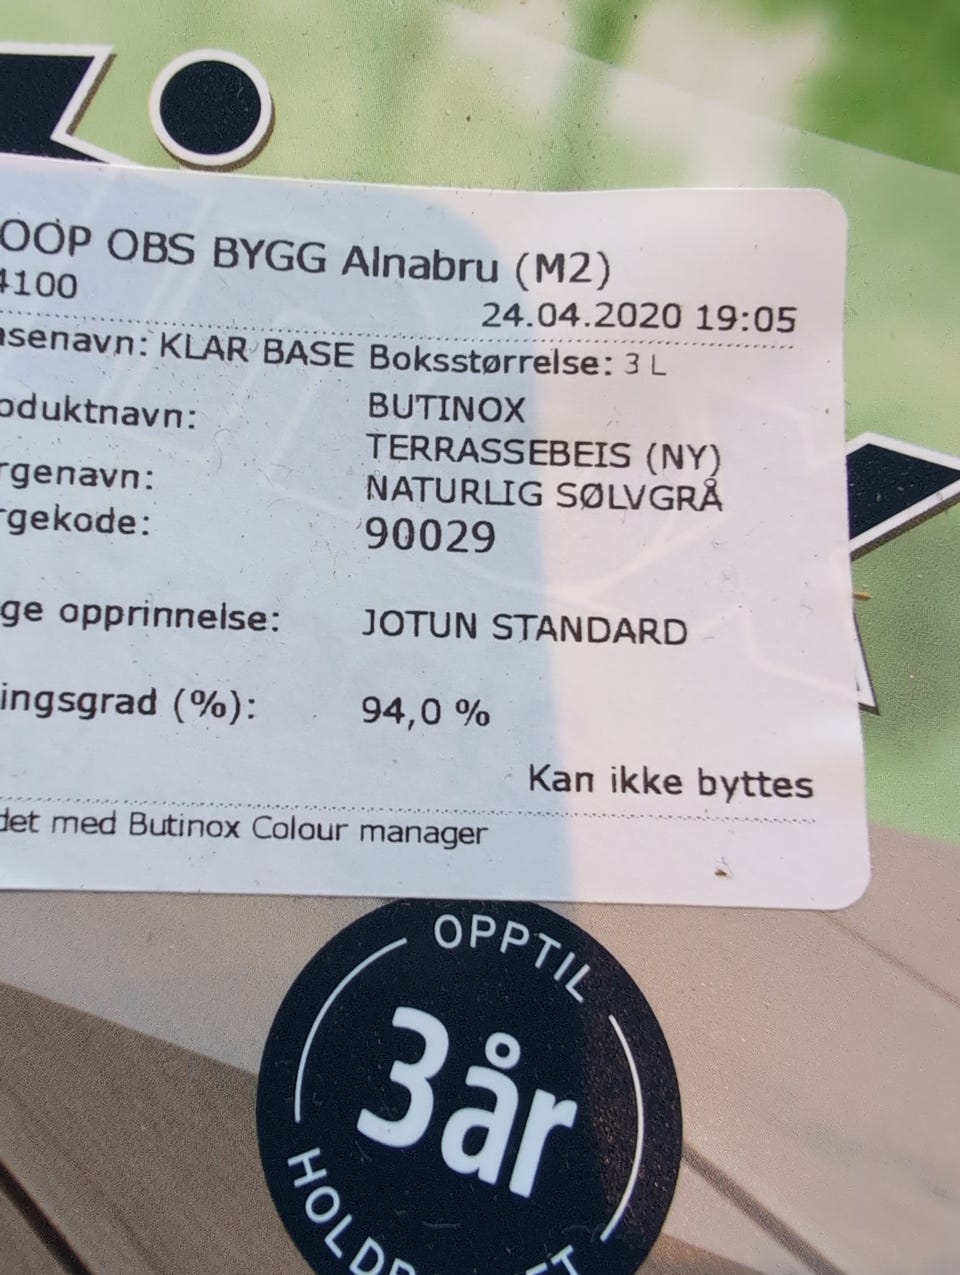 OOP OBS BYGG Alnabru (M2)
4100
24.04.2020 19:05
asenavn: KLAR BASE Boksstørrelse: 3 L
oduktnavn: BUTINOX
TERRASSEBEIS (NY)
rgenavn: NATURLIG SØLVGRÅ
rgekode: 90029
ge opprinnelse: JOTUN STANDARD
ingsgrad (%): 94,0 %
Kan ikke byttes
det med Butinox Colour manager
OPPTIL
3 år